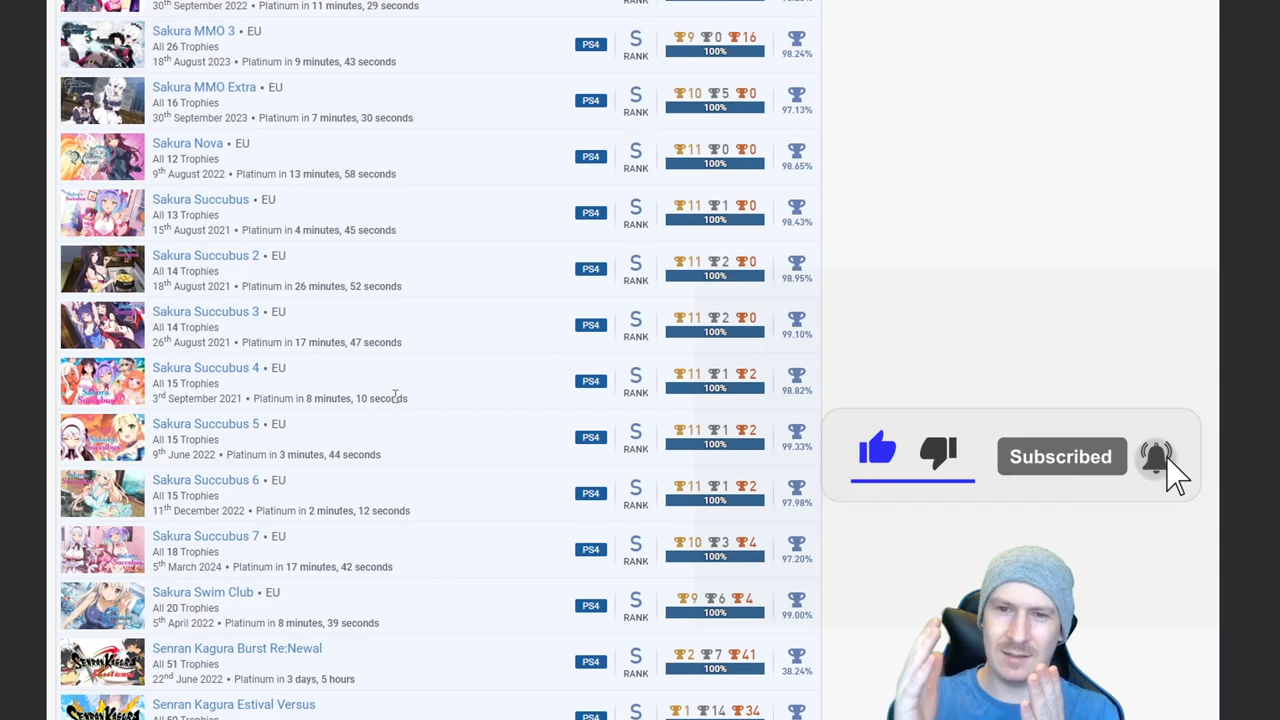 30th September 2022 • Platinum in 11 minutes, 29 seconds
Sakura MMO 3 • EU
All 26 Trophies
18th August 2023 • Platinum in 9 minutes, 43 seconds
PS4
S
RANK
9 0 16
100%
98.24%
Sakura MMO Extra • EU
All 16 Trophies
30th September 2023 • Platinum in 7 minutes, 30 seconds
PS4
S
RANK
10 5 0
100%
97.13%
Sakura Nova • EU
All 12 Trophies
9th August 2022 • Platinum in 13 minutes, 58 seconds
PS4
S
RANK
11 0 0
100%
98.65%
Sakura Succubus • EU
All 13 Trophies
15th August 2021 • Platinum in 4 minutes, 45 seconds
PS4
S
RANK
11 1 0
100%
98.43%
Sakura Succubus 2 • EU
All 14 Trophies
18th August 2021 • Platinum in 26 minutes, 52 seconds
PS4
S
RANK
11 2 0
100%
98.95%
Sakura Succubus 3 • EU
All 14 Trophies
26th August 2021 • Platinum in 17 minutes, 47 seconds
PS4
S
RANK
11 2 0
100%
99.10%
Sakura Succubus 4 • EU
All 15 Trophies
3rd September 2021 • Platinum in 8 minutes, 10 seconds
PS4
S
RANK
11 1 2
100%
98.82%
Sakura Succubus 5 • EU
All 15 Trophies
9th June 2022 • Platinum in 3 minutes, 44 seconds
PS4
S
RANK
11 1 2
100%
99.33%
Subscribed
Sakura Succubus 6 • EU
All 15 Trophies
11th December 2022 • Platinum in 2 minutes, 12 seconds
PS4
S
RANK
11 1 2
100%
97.98%
Sakura Succubus 7 • EU
All 18 Trophies
5th March 2024 • Platinum in 17 minutes, 42 seconds
PS4
S
RANK
10 3 4
100%
97.20%
Sakura Swim Club • EU
All 20 Trophies
5th April 2022 • Platinum in 8 minutes, 39 seconds
PS4
S
RANK
9 6 4
100%
99.00%
Senran Kagura Burst Re:Newal
All 51 Trophies
22nd June 2022 • Platinum in 3 days, 5 hours
PS4
S
RANK
2 7 41
100%
38.24%
Senran Kagura Estival Versus
All 50 Trophies
PS4
S
1 14 34